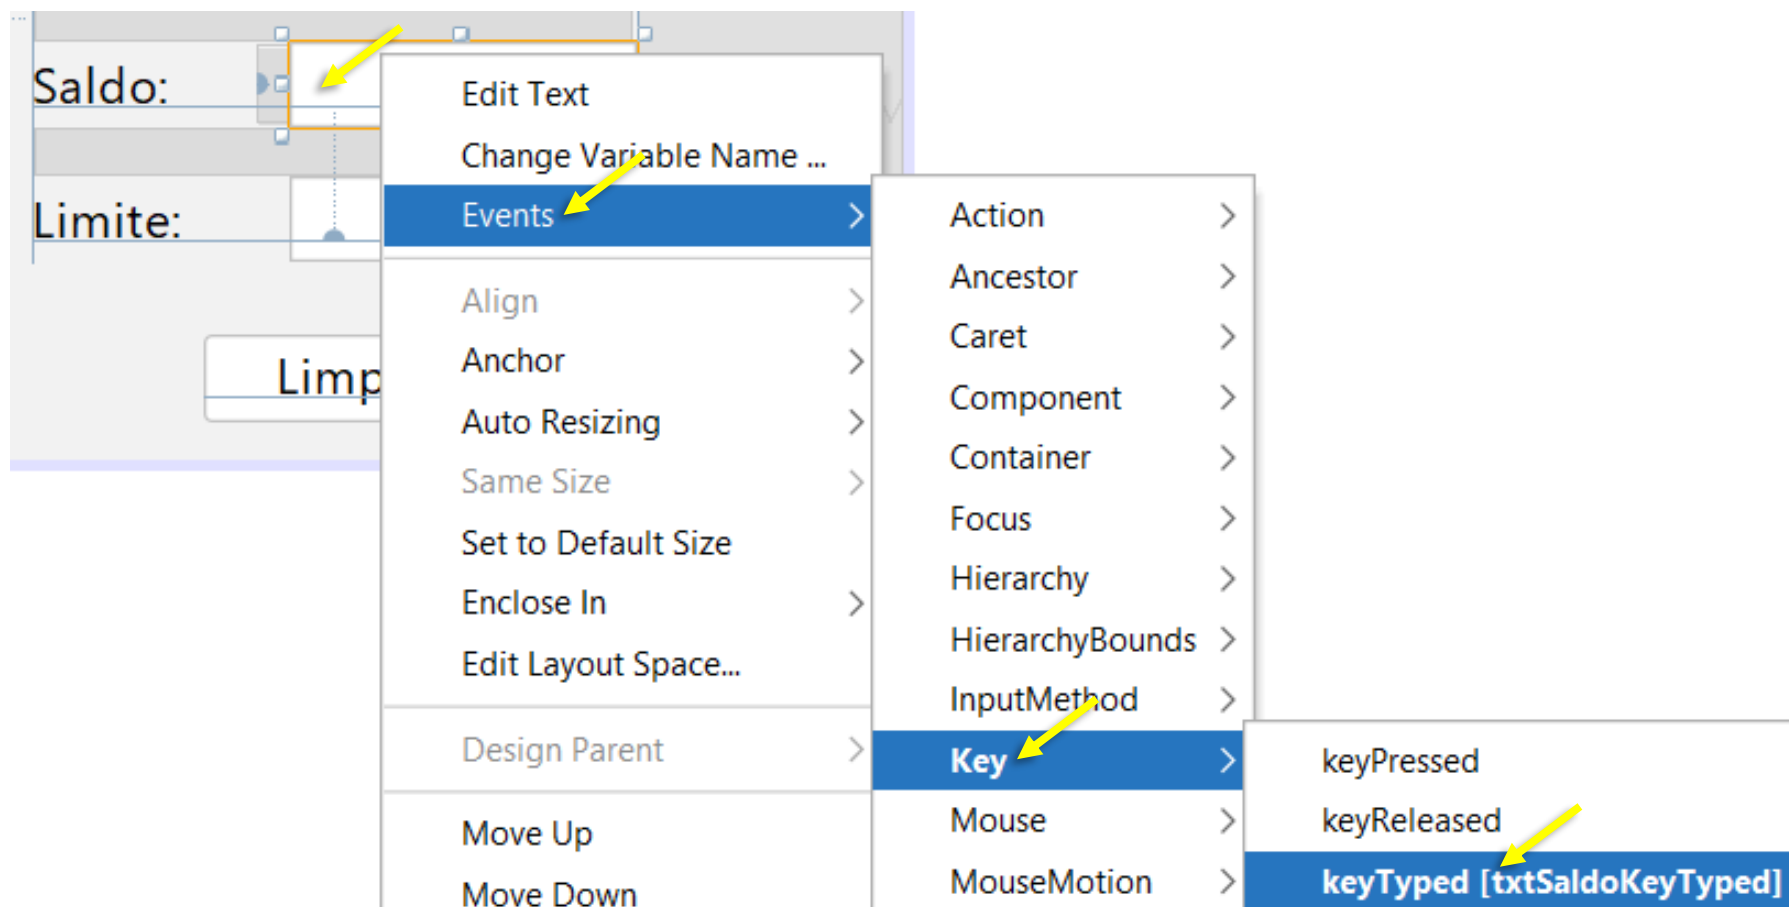 Saldo:
Limite:
Limp
Edit Text
Change Variable Name ...
Events
Align
Anchor
Auto Resizing
Same Size
Set to Default Size
Enclose In
Edit Layout Space...
Design Parent
Move Up
Move Down
Action
Ancestor
Caret
Component
Container
Focus
Hierarchy
HierarchyBounds
InputMethod
Key
Mouse
MouseMotion
keyPressed
keyReleased
keyTyped [txtSaldoKeyTyped]